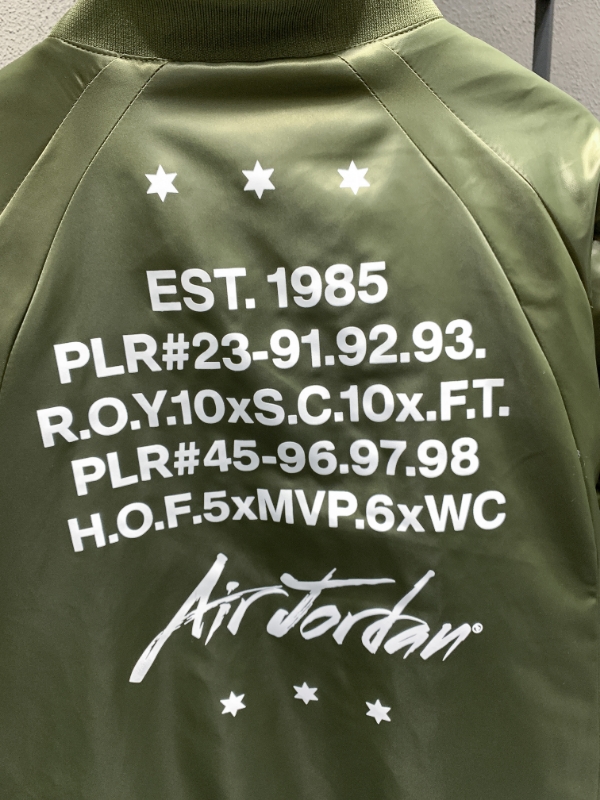 EST. 1985
PLR#23-91.92.93.
R.O.Y.10xS.C.10x.F.T.
PLR#45-96.97.98
H.O.F.5xMVP.6xWC
Air Jordan®